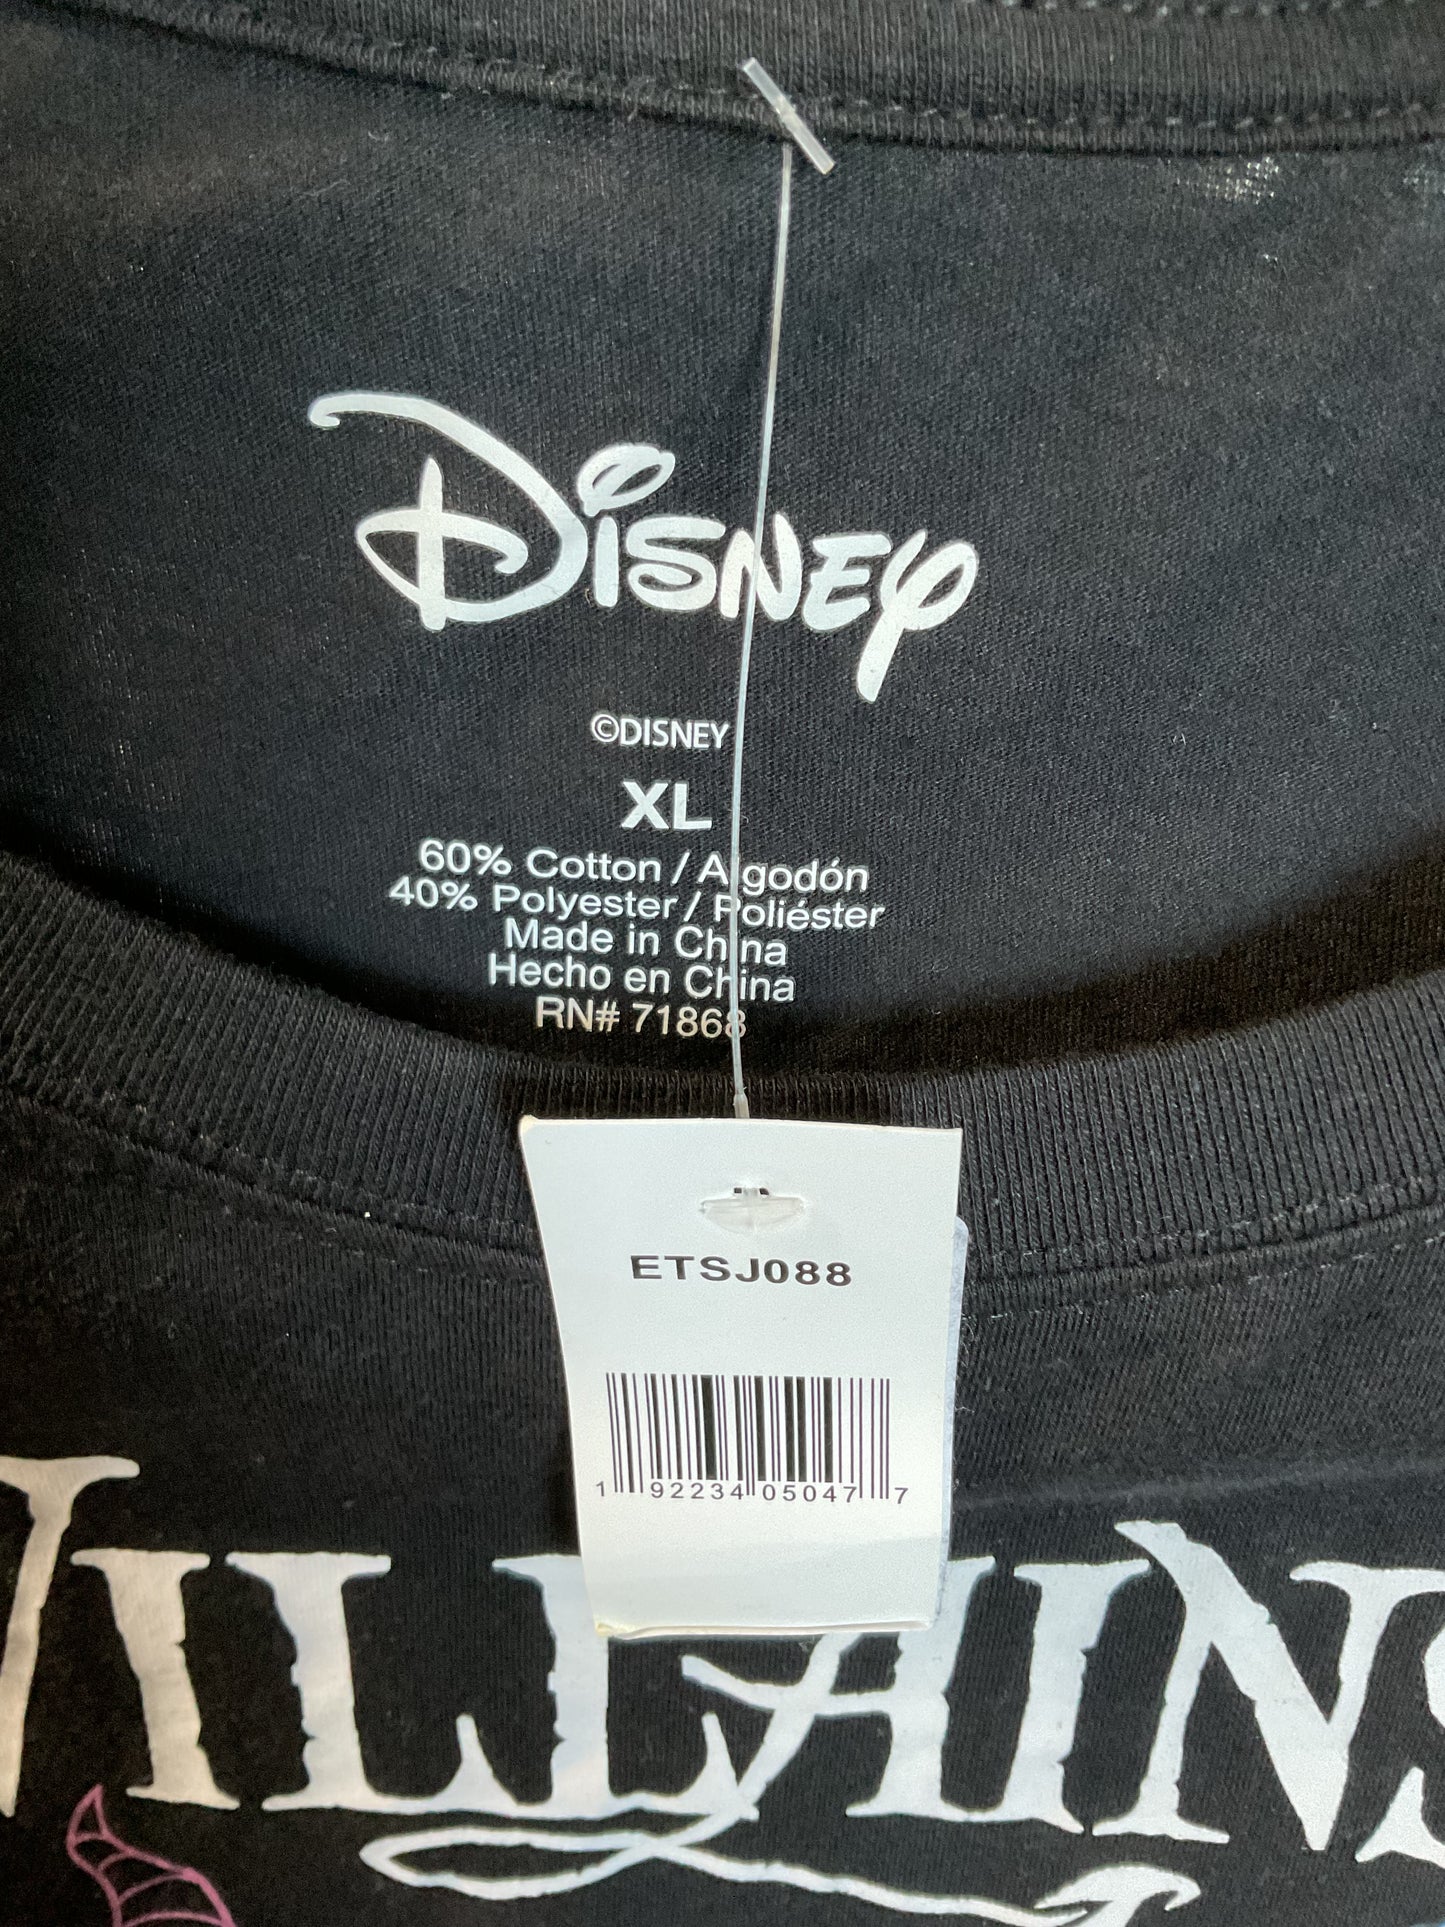 Disney
©DISNEY
XL
60% Cotton / Algodón
40% Polyester / Poliéster
Made in China
Hecho en China
RN# 71868
ETSJ088
1 92234 05047 7
VILLAINS